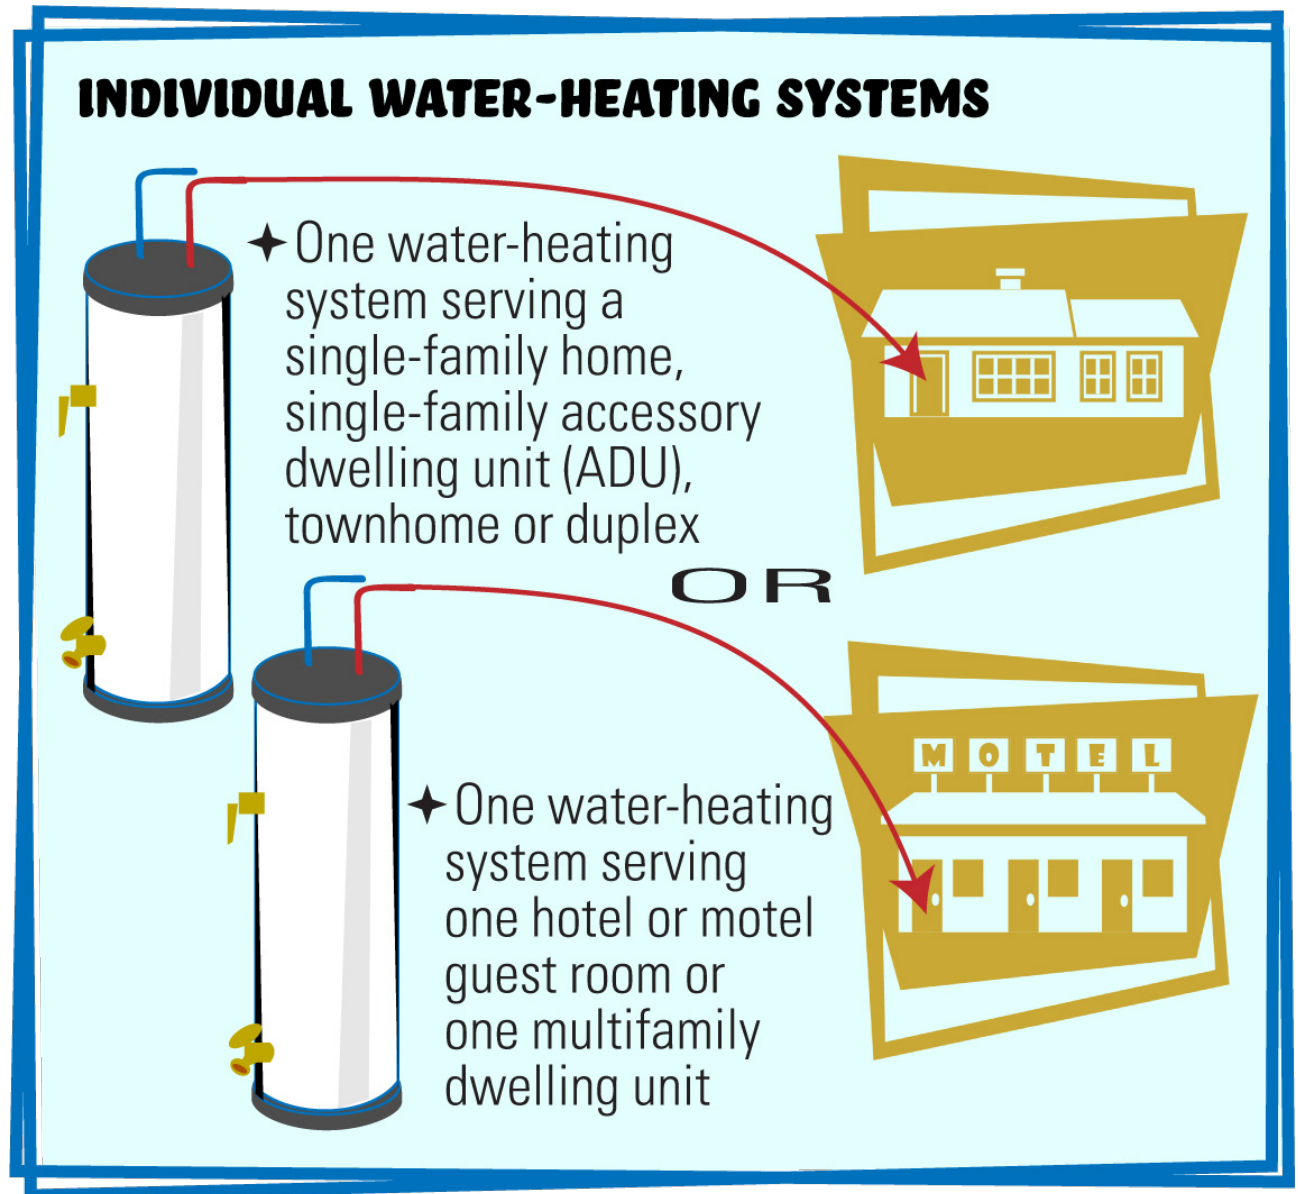 INDIVIDUAL WATER-HEATING SYSTEMS
One water-heating
system serving a
single-family home,
single-family accessory
dwelling unit (ADU),
townhome or duplex
OR
MOTEL
One water-heating
system serving
one hotel or motel
guest room or
one multifamily
dwelling unit